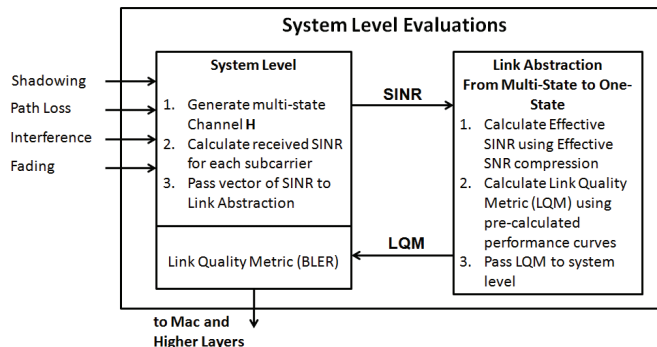 System Level Evaluations
Shadowing
Path Loss
Interference
Fading
System Level
1. Generate multi-state
Channel H
2. Calculate received SINR
for each subcarrier
3. Pass vector of SINR to
Link Abstraction
Link Quality Metric (BLER)
SINR
LQM
Link Abstraction
From Multi-State to One-
State
1. Calculate Effective
SINR using Effective
SNR compression
2. Calculate Link Quality
Metric (LQM) using
pre-calculated
performance curves
3. Pass LQM to system
level
to Mac and
Higher Layers